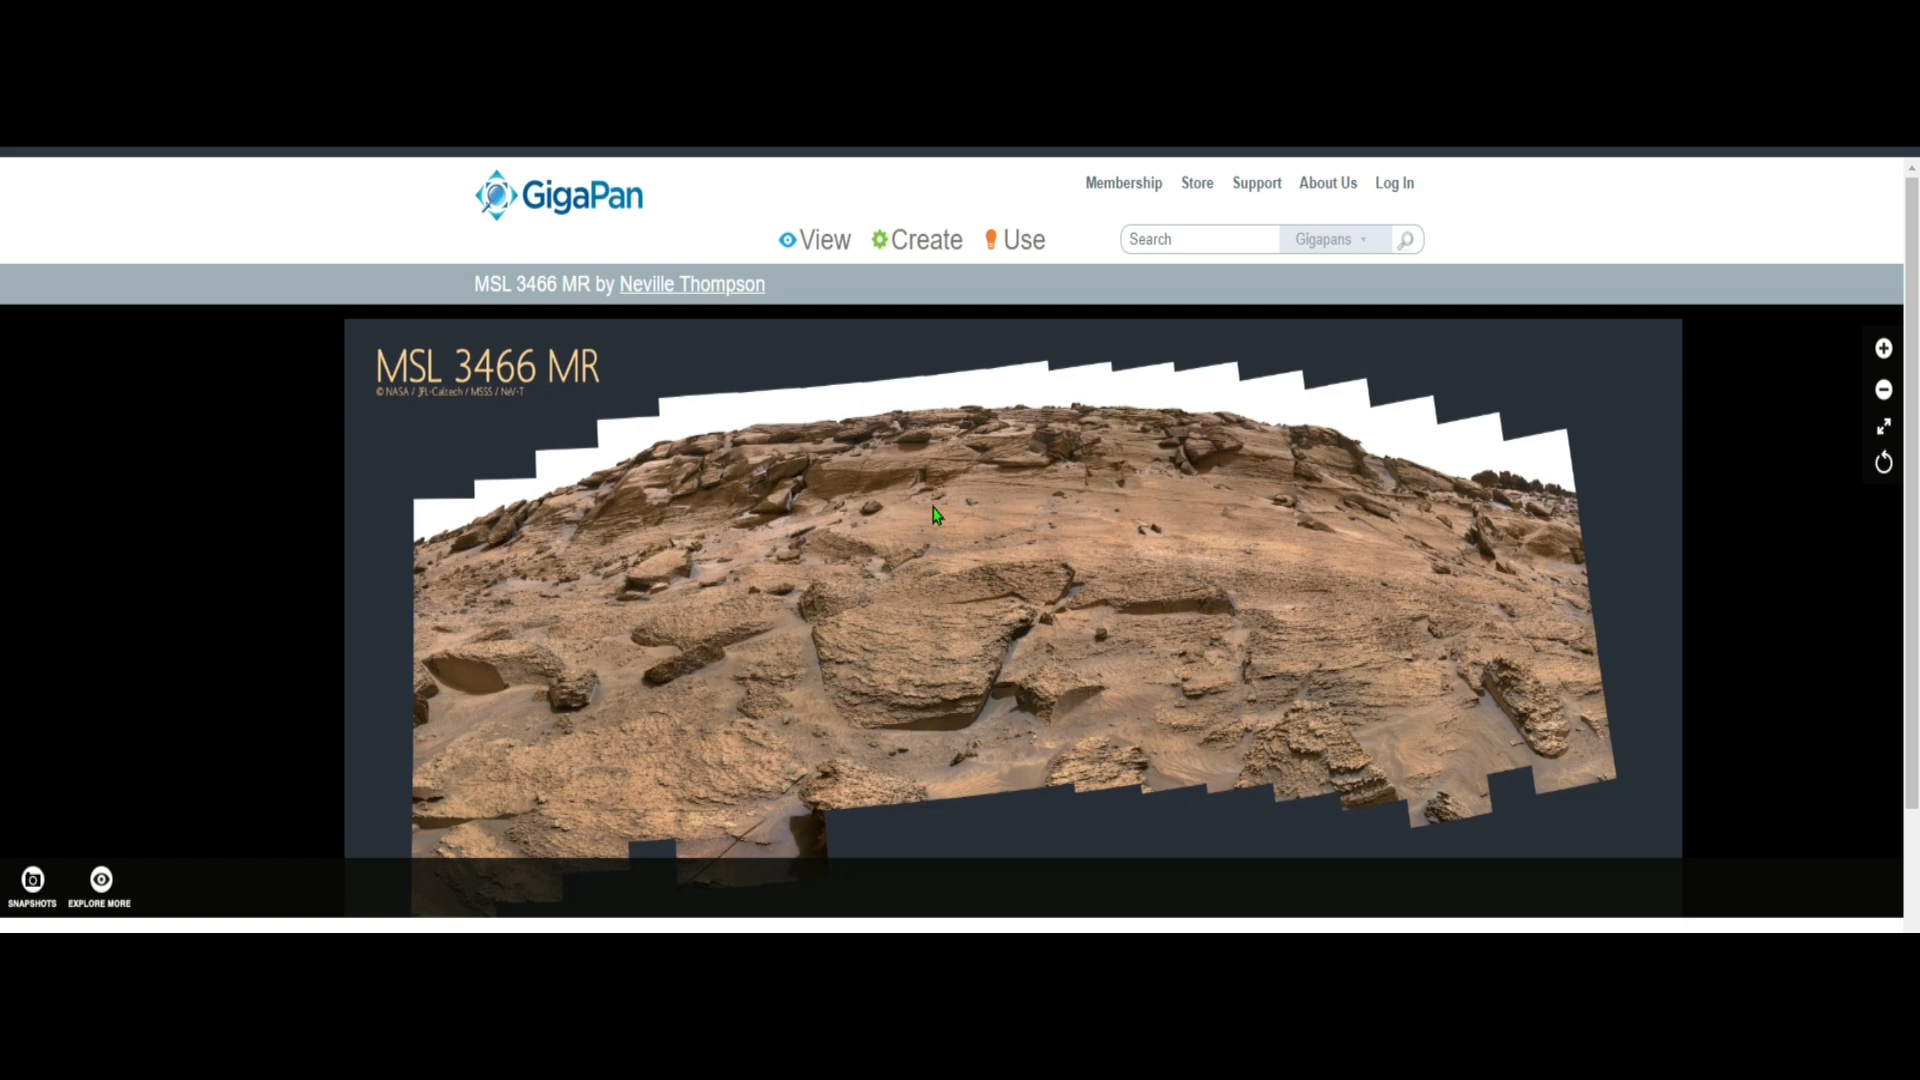 GigaPan
Membership Store Support About Us Log In
View Create Use
Search Gigapans
MSL 3466 MR by Neville Thompson
MSL 3466 MR
© NASA / JPL-Caltech / MSSS / NeV-T
SNAPSHOTS EXPLORE MORE